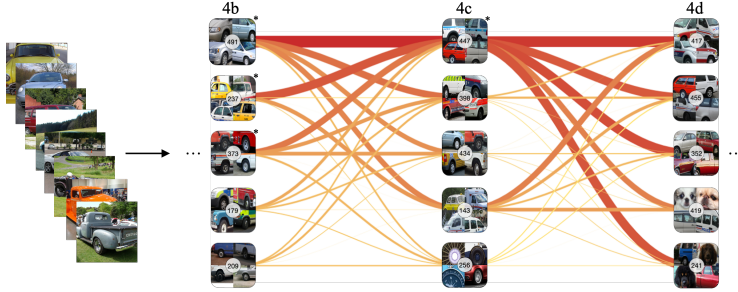 4b 4c 4d
491 * 447 * 417
237 * 398 455
... 373 * 434 352 ..
179 143 419
209 256 241